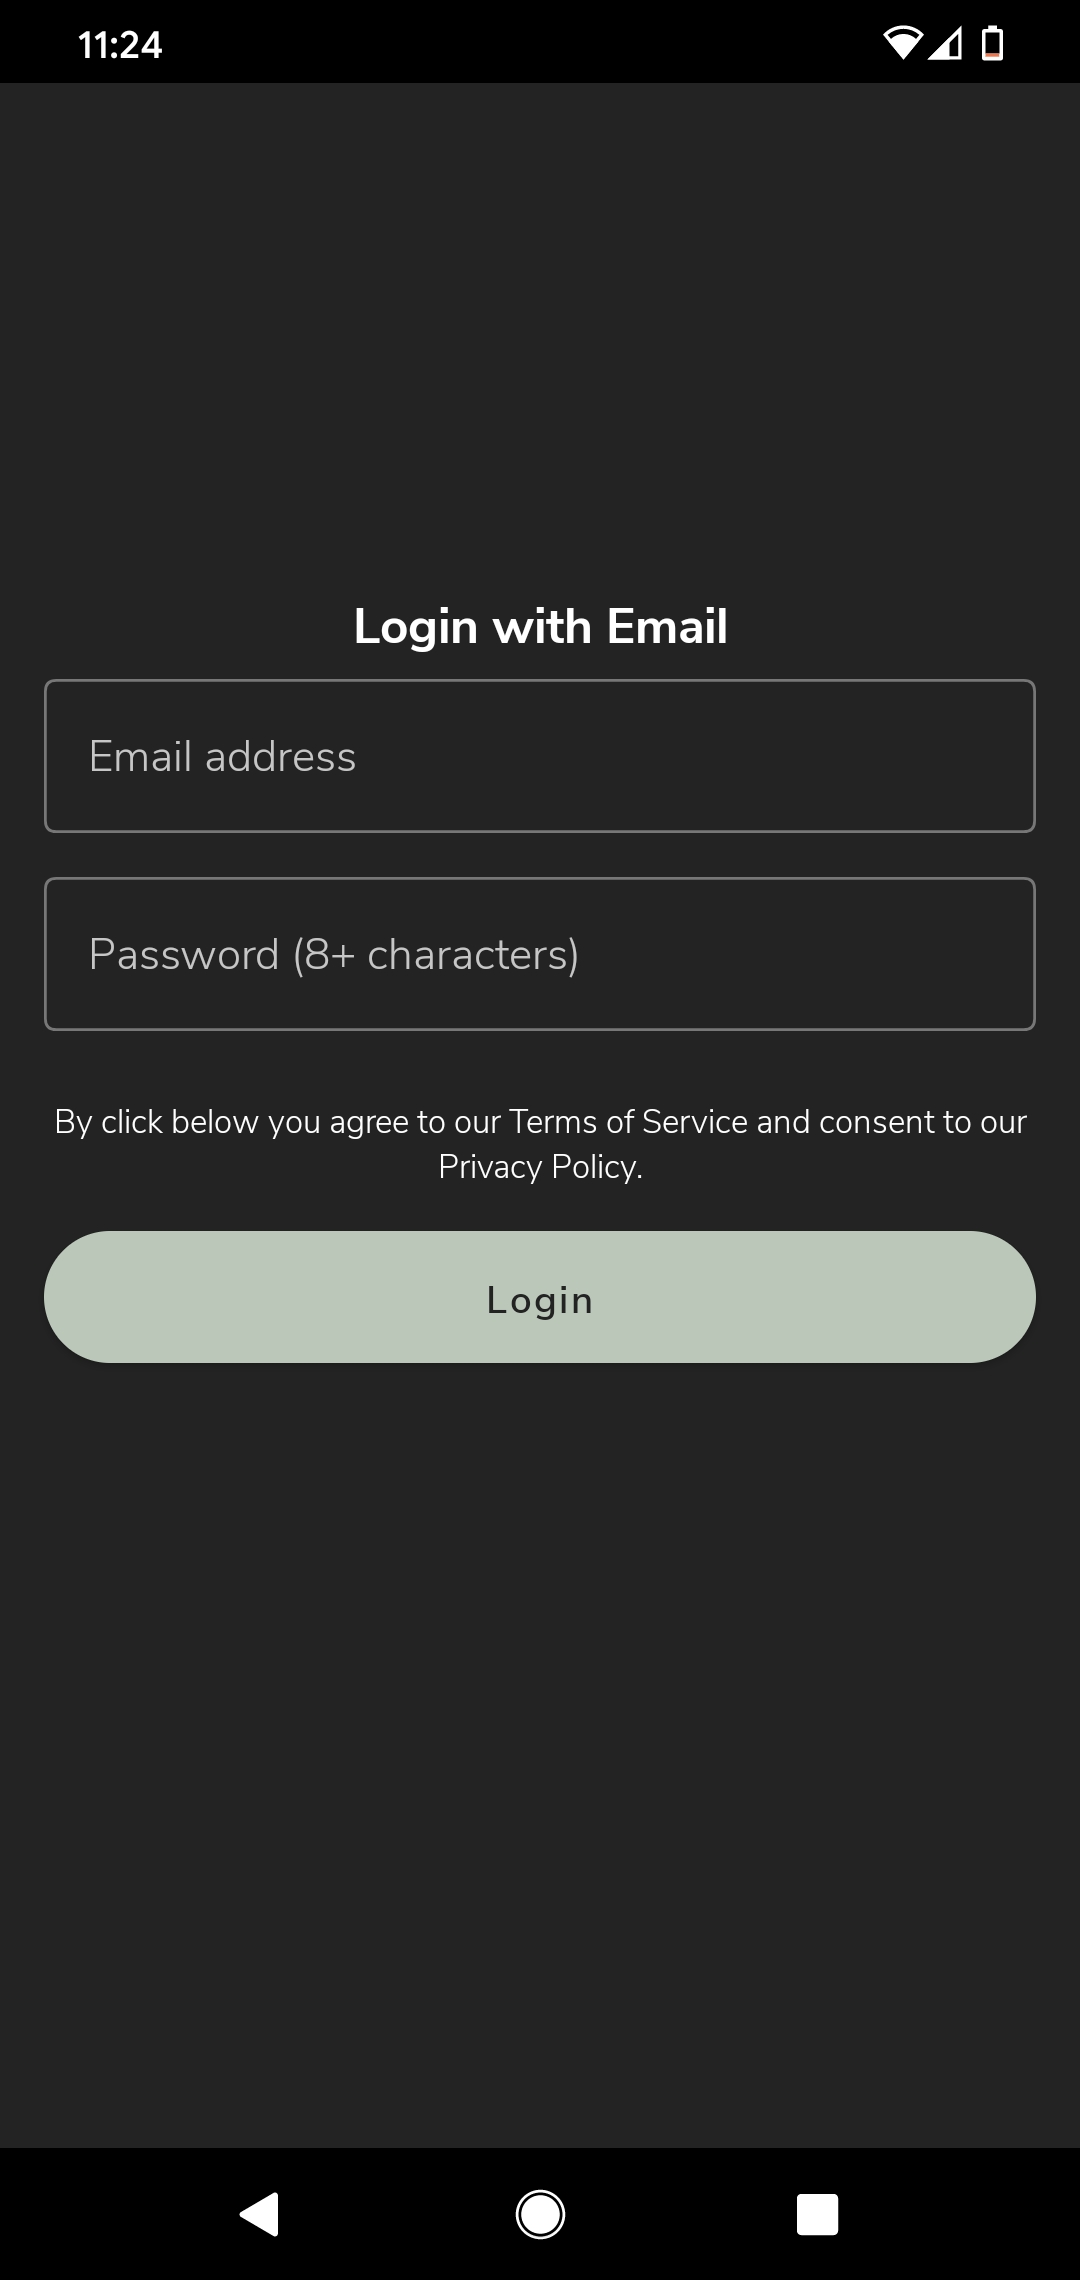 11:24
Login with Email
Email address
Password (8+ characters)
By click below you agree to our Terms of Service and consent to our
Privacy Policy.
Login